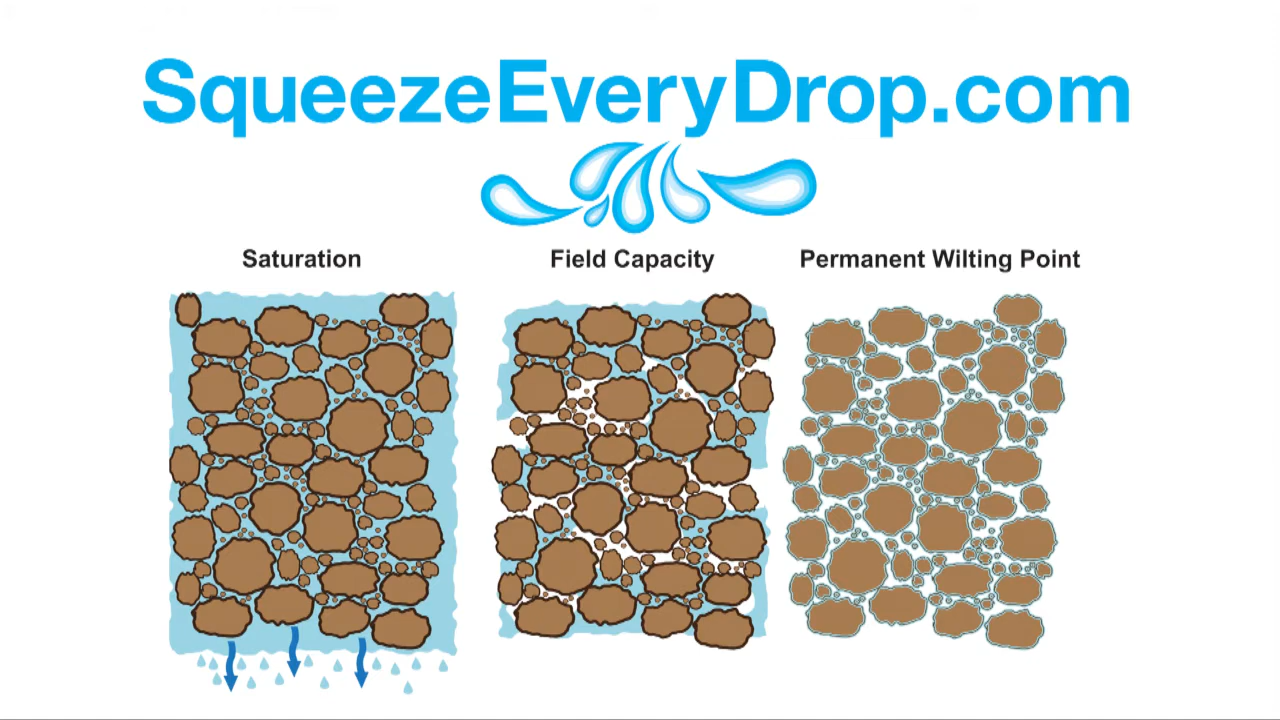 SqueezeEveryDrop.com
Saturation
Field Capacity
Permanent Wilting Point